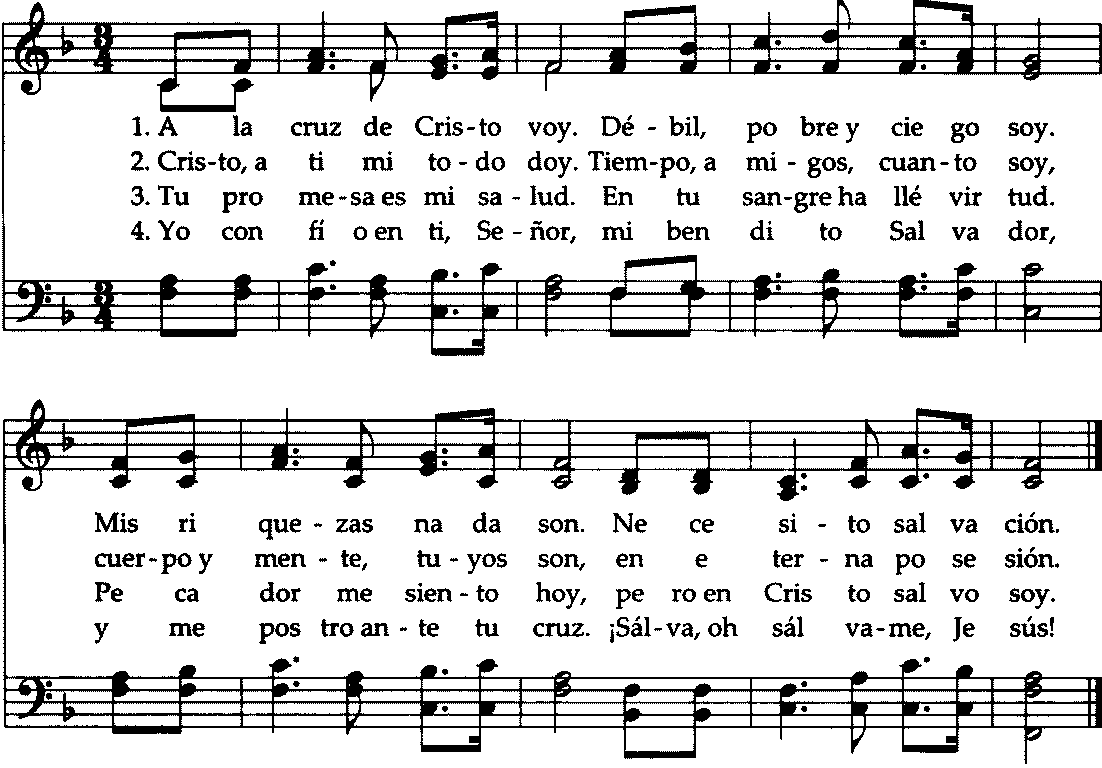 3 4
1. A la cruz de Cris-to voy. Dé - bil, po bre y cie go soy.
2. Cris-to, a ti mi to - do doy. Tiem-po, a mi - gos, cuan-to soy,
3. Tu pro me-sa es mi sa - lud. En tu san-gre ha llé vir tud.
4. Yo con fí o en ti, Se - ñor, mi ben di to Sal va dor,
3 4
Mis ri que - zas na da son. Ne ce si - to sal va ción.
cuer-po y men - te, tu - yos son, en e ter - na po se sión.
Pe ca dor me sien - to hoy, pe ro en Cris to sal vo soy.
y me pos tro an - te tu cruz. ¡Sál-va, oh sál va-me, Je sús!